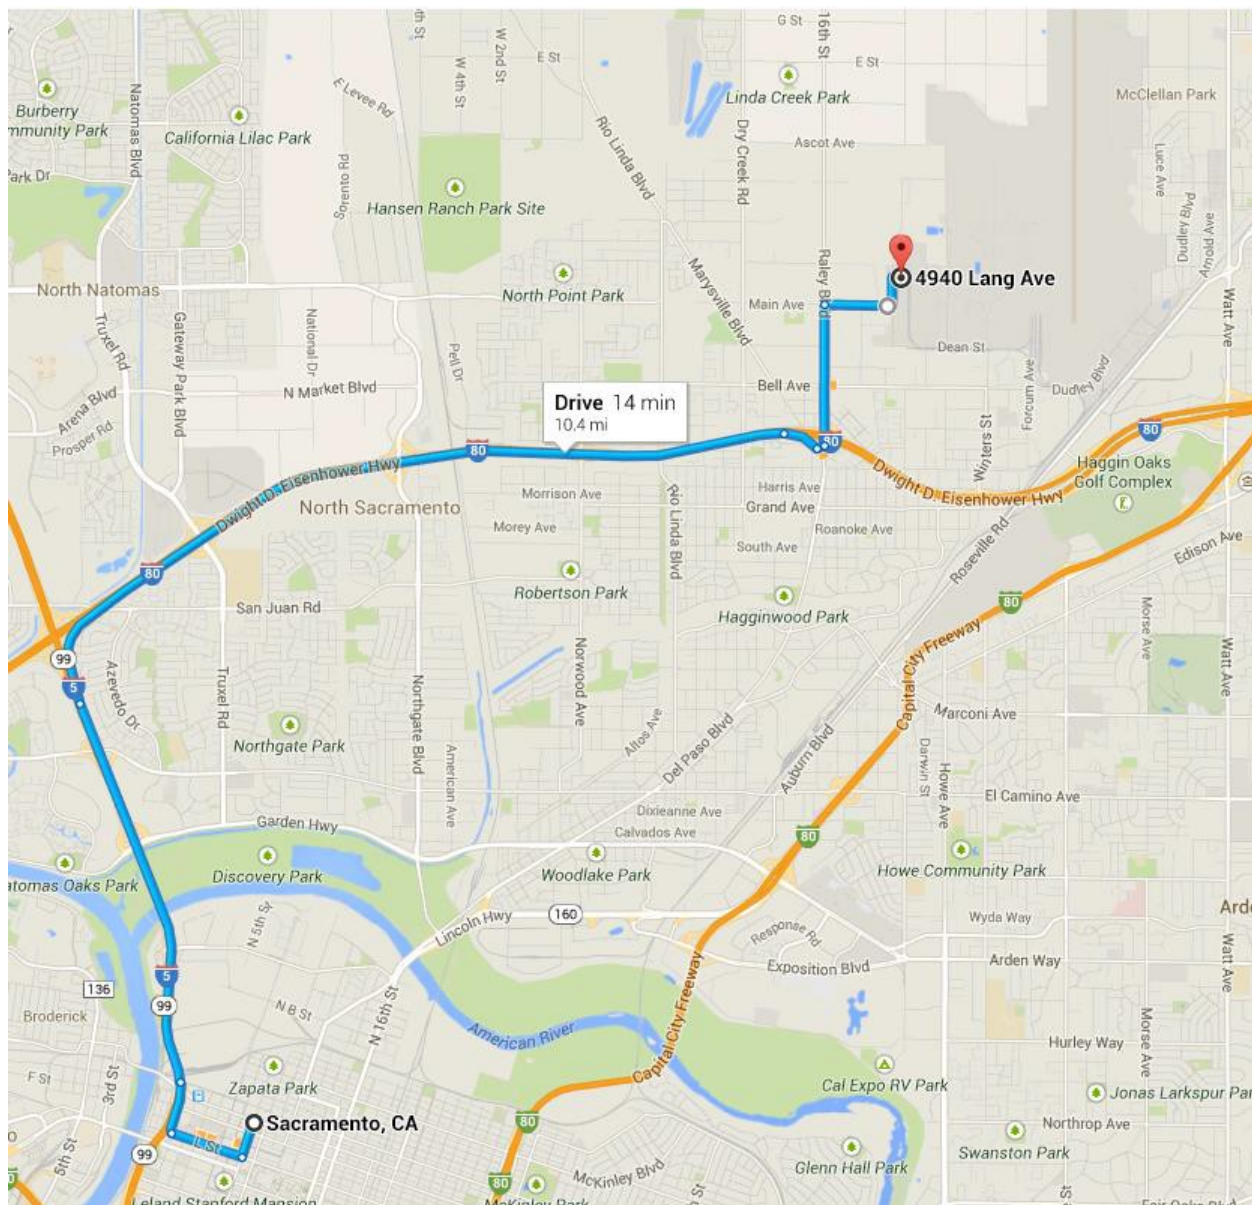 G St
16th St
W 2nd St
W 4th St
E St
E St
E Levee Rd
Burberry
mmunity Park
Natomas Blvd
California Lilac Park
Linda Creek Park
McClellan Park
Rio Linda Blvd
Dry Creek Rd
Ascot Ave
Luce Ave
Park Dr
Sorento Rd
Hansen Ranch Park Site
Dudley Blvd
Arnold Ave
Raley Blvd
Marysville Blvd
4940 Lang Ave
North Natomas
North Point Park
Main Ave
Watt Ave
Truxel Rd
Gateway Park Blvd
National Dr
Pell Dr
Dean St
Forcum Ave
Dudley Blvd
Arena Blvd
N Market Blvd
Bell Ave
Drive 14 min
10.4 mi
Prosper Rd
80
80
80
Winters St
Dwight D. Eisenhower Hwy
Dwight D. Eisenhower Hwy
Haggin Oaks
Golf Complex
North Sacramento
Morrison Ave
Harris Ave
Grand Ave
Rio Linda Blvd
Morey Ave
Roanoke Ave
South Ave
Roseville Rd
Edison Ave
80
Robertson Park
Hagginwood Park
San Juan Rd
80
Morse Ave
99
Azevedo Dr
Truxel Rd
Norwood Ave
Capital City Freeway
Watt Ave
5
Northgate Blvd
Northgate Park
American Ave
Altos Ave
Del Paso Blvd
Auburn Blvd
Marconi Ave
Darwin St
Howe Ave
El Camino Ave
Garden Hwy
Dixieanne Ave
Calvados Ave
80
atomas Oaks Park
Discovery Park
Woodlake Park
Howe Community Park
N 5th St
Lincoln Hwy
160
Response Rd
Wyda Way
Arde
Exposition Blvd
Arden Way
Watt Ave
5
136
99
Broderick
N B St
N 16th St
American River
Capital City Freeway
Hurley Way
Morse Ave
F St
3rd St
Zapata Park
Cal Expo RV Park
Jonas Larkspur Par
Sacramento, CA
80
Northrop Ave
L St
99
5th St
Glenn Hall Park
Swanston Park
McKinley Blvd
80
Leland Stanford Mansion
McKinley Park
Fair Oaks Blvd